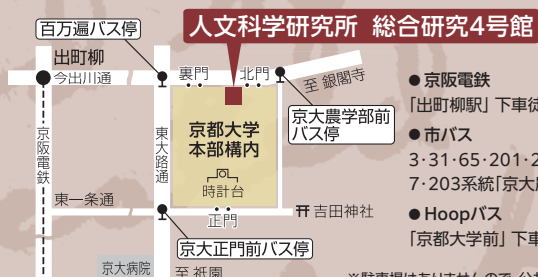 人文科学研究所 総合研究4号館
百万遍バス停
出町柳
今出川通
裏門
北門
至 銀閣寺
京大農学部前
バス停
京阪電鉄
東大路通
京都大学
本部構内
時計台
東一条通
正門
吉田神社
京大正門前バス停
京大病院
至 祇園
●京阪電鉄
「出町柳駅」下車徒
●市バス
3・31・65・201・2
7・203系統「京大
●Hoopバス
「京都大学前」下車